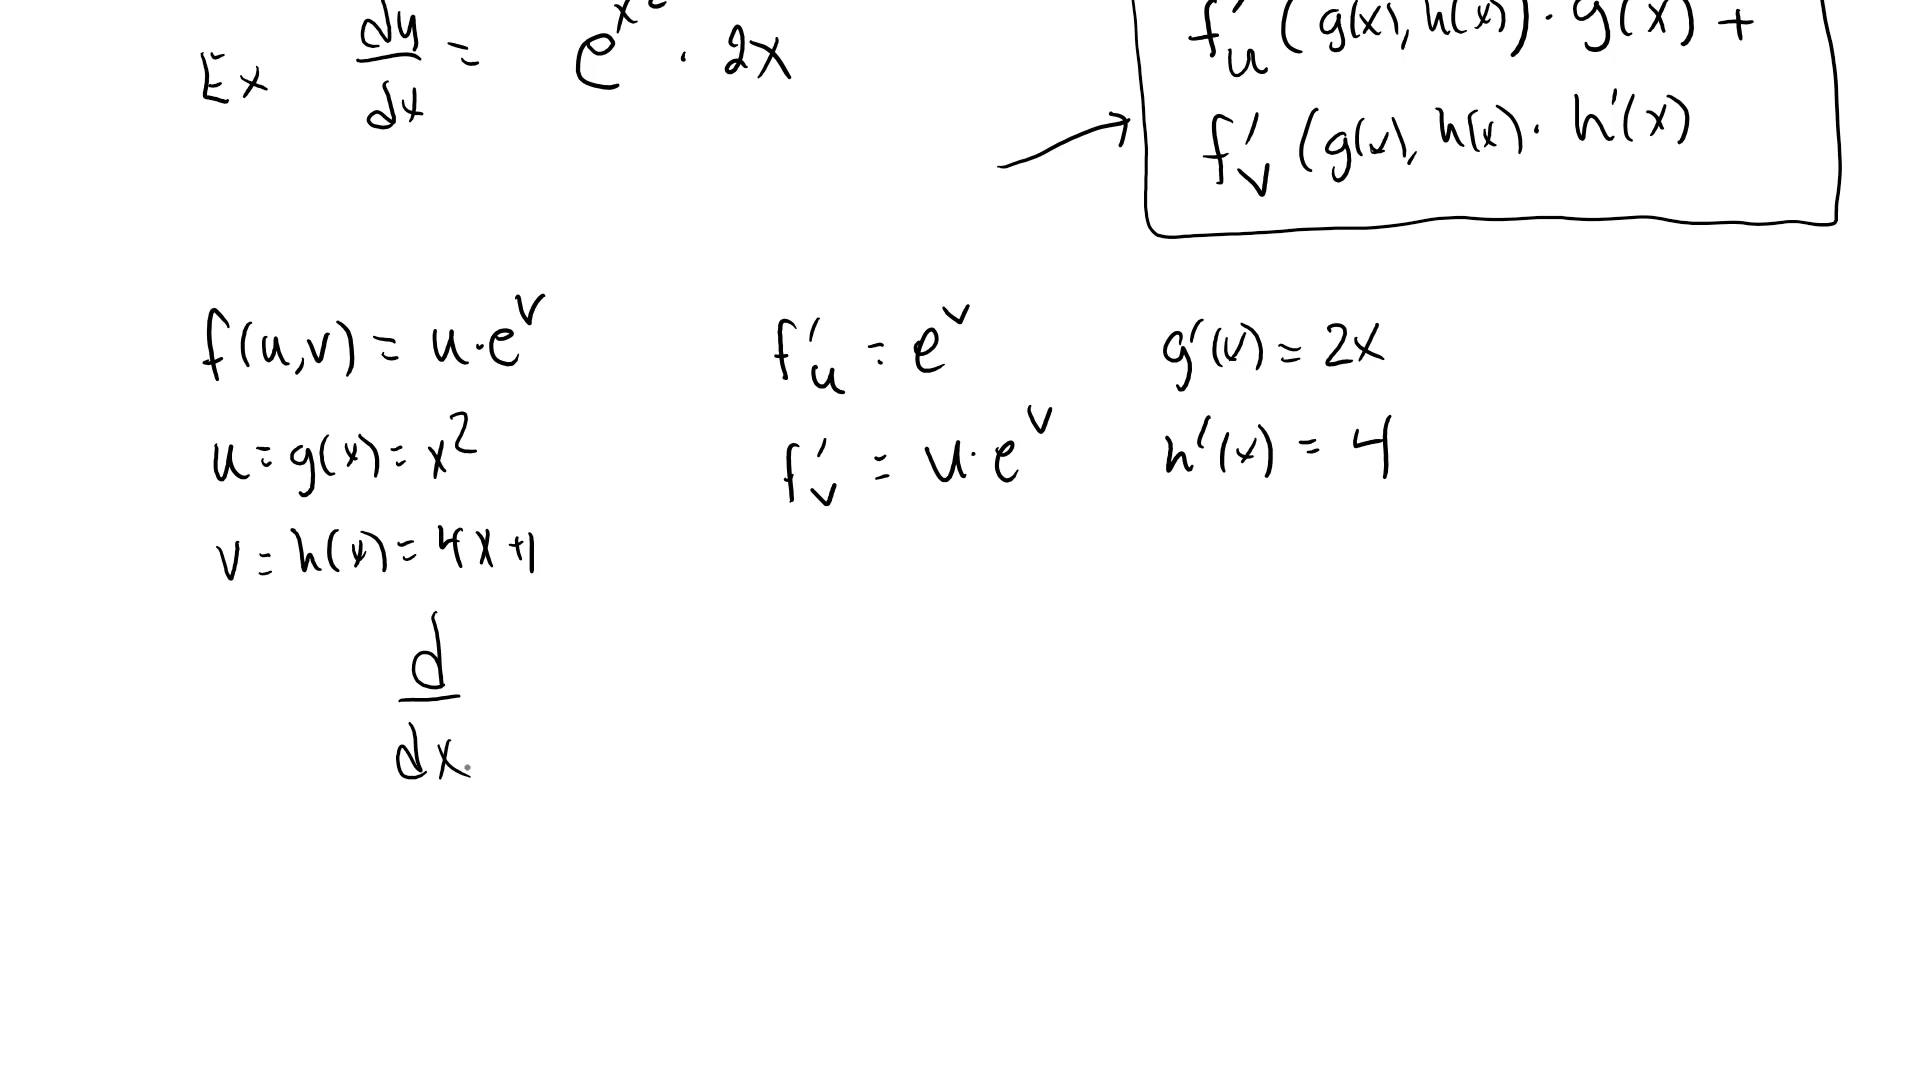 Ex dy/dx = e^x² · 2x
f'u (g(x), h(x)) · g'(x) +
f'v (g(x), h(x) · h'(x)
f(u,v) = u·e^v
u = g(x) = x²
v = h(x) = 4x+1
f'u = e^v
f'v = u·e^v
g'(x) = 2x
h'(x) = 4
d/dx